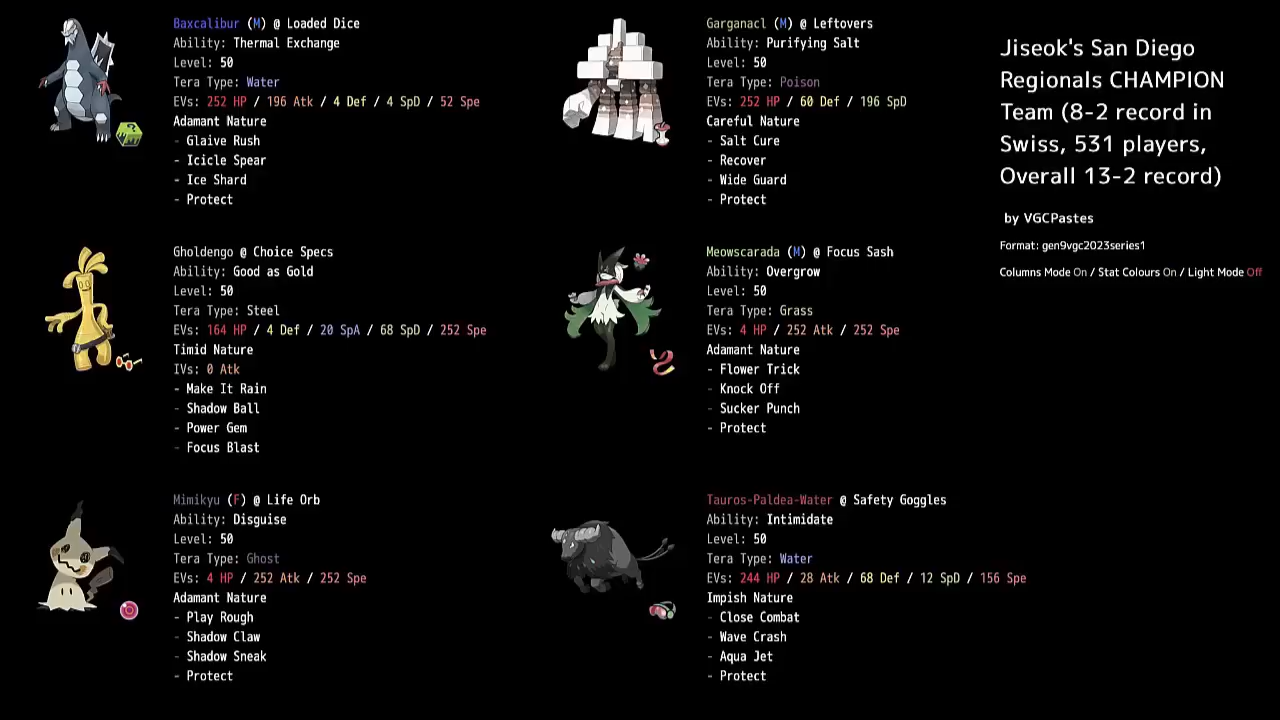 Baxcalibur (M) @ Loaded Dice
Ability: Thermal Exchange
Level: 50
Tera Type: Water
EVs: 252 HP / 196 Atk / 4 Def / 4 SpD / 52 Spe
Adamant Nature
- Glaive Rush
- Icicle Spear
- Ice Shard
- Protect
Garganacl (M) @ Leftovers
Ability: Purifying Salt
Level: 50
Tera Type: Poison
EVs: 252 HP / 60 Def / 196 SpD
Careful Nature
- Salt Cure
- Recover
- Wide Guard
- Protect
Gholdengo @ Choice Specs
Ability: Good as Gold
Level: 50
Tera Type: Steel
EVs: 164 HP / 4 Def / 20 SpA / 68 SpD / 252 Spe
Timid Nature
IVs: 0 Atk
- Make It Rain
- Shadow Ball
- Power Gem
- Focus Blast
Meowscarada (M) @ Focus Sash
Ability: Overgrow
Level: 50
Tera Type: Grass
EVs: 4 HP / 252 Atk / 252 Spe
Adamant Nature
- Flower Trick
- Knock Off
- Sucker Punch
- Protect
Mimikyu (F) @ Life Orb
Ability: Disguise
Level: 50
Tera Type: Ghost
EVs: 4 HP / 252 Atk / 252 Spe
Adamant Nature
- Play Rough
- Shadow Claw
- Shadow Sneak
- Protect
Tauros-Paldea-Water @ Safety Goggles
Ability: Intimidate
Level: 50
Tera Type: Water
EVs: 244 HP / 28 Atk / 68 Def / 12 SpD / 156 Spe
Impish Nature
- Close Combat
- Wave Crash
- Aqua Jet
- Protect
Jiseok's San Diego
Regionals CHAMPION
Team (8-2 record in
Swiss, 531 players,
Overall 13-2 record)
by VGCPastes
Format: gen9vgc2023series1
Columns Mode On / Stat Colours On / Light Mode Off